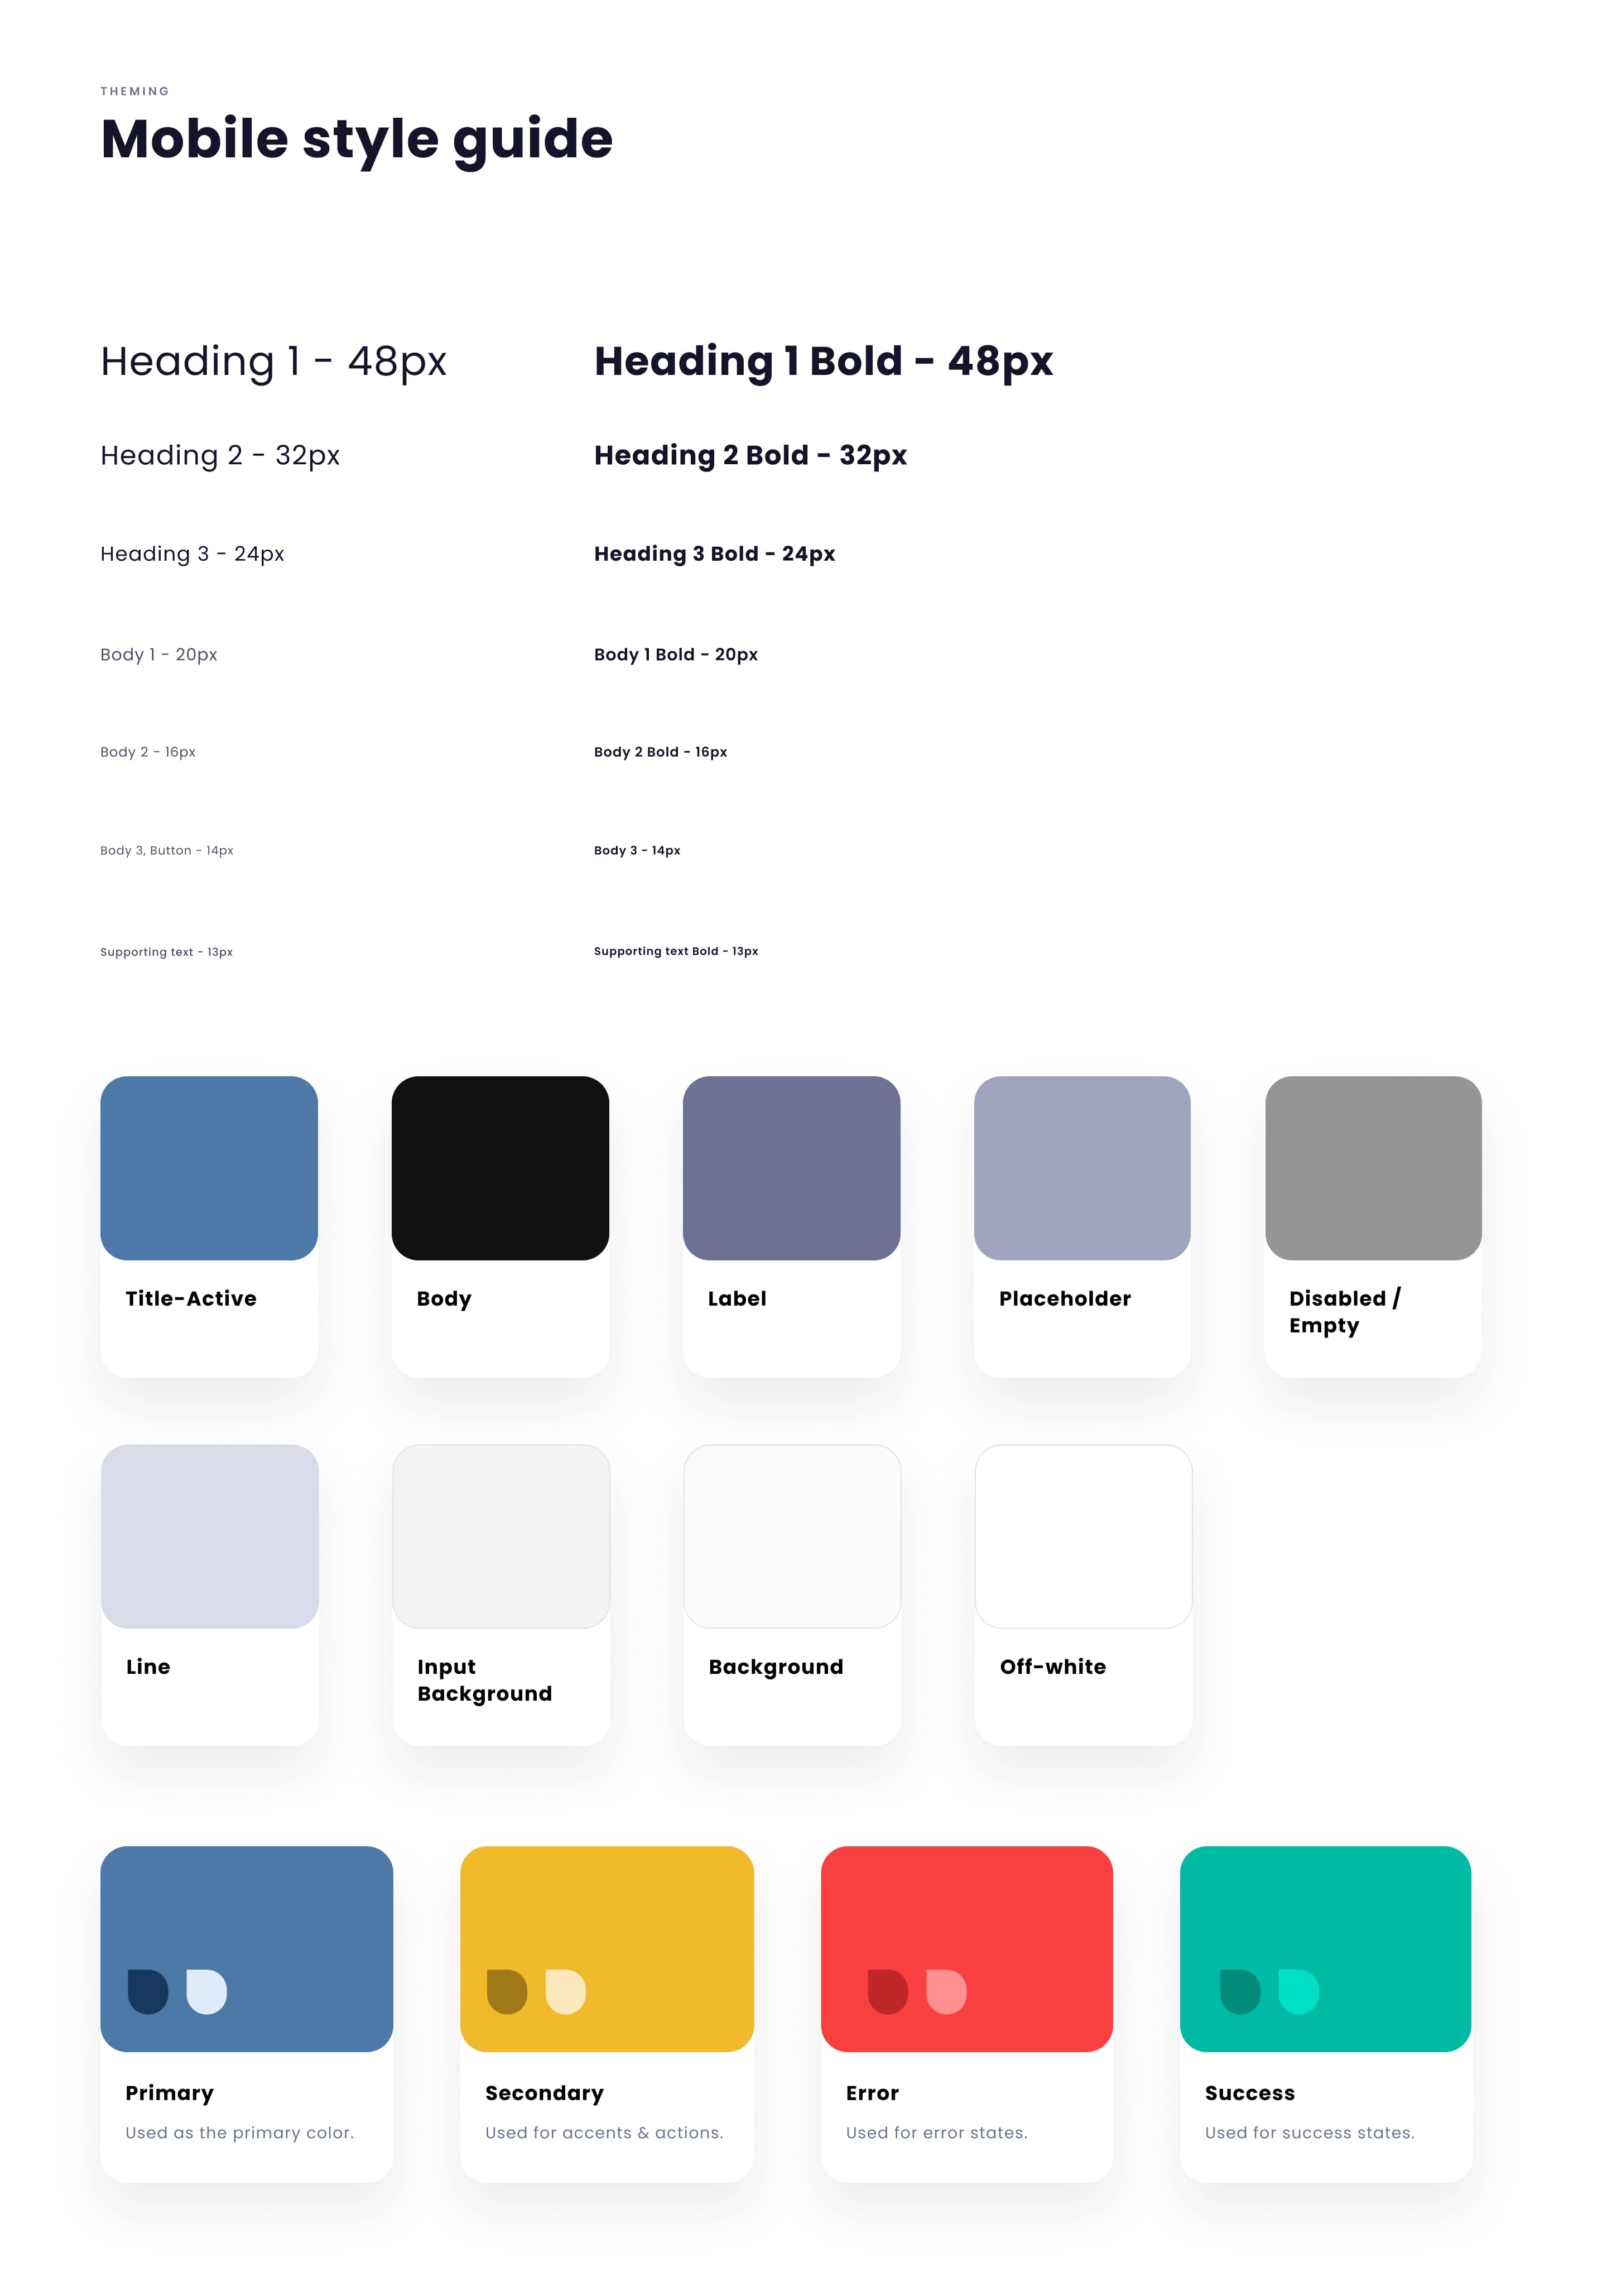 THEMING
Mobile style guide
Heading 1 - 48px
Heading 1 Bold - 48px
Heading 2 - 32px
Heading 2 Bold - 32px
Heading 3 - 24px
Heading 3 Bold - 24px
Body 1 - 20px
Body 1 Bold - 20px
Body 2 - 16px
Body 2 Bold - 16px
Body 3, Button - 14px
Body 3 - 14px
Supporting text - 13px
Supporting text Bold - 13px
Title-Active
Body
Label
Placeholder
Disabled /
Empty
Line
Input
Background
Background
Off-white
Primary
Used as the primary color.
Secondary
Used for accents & actions.
Error
Used for error states.
Success
Used for success states.